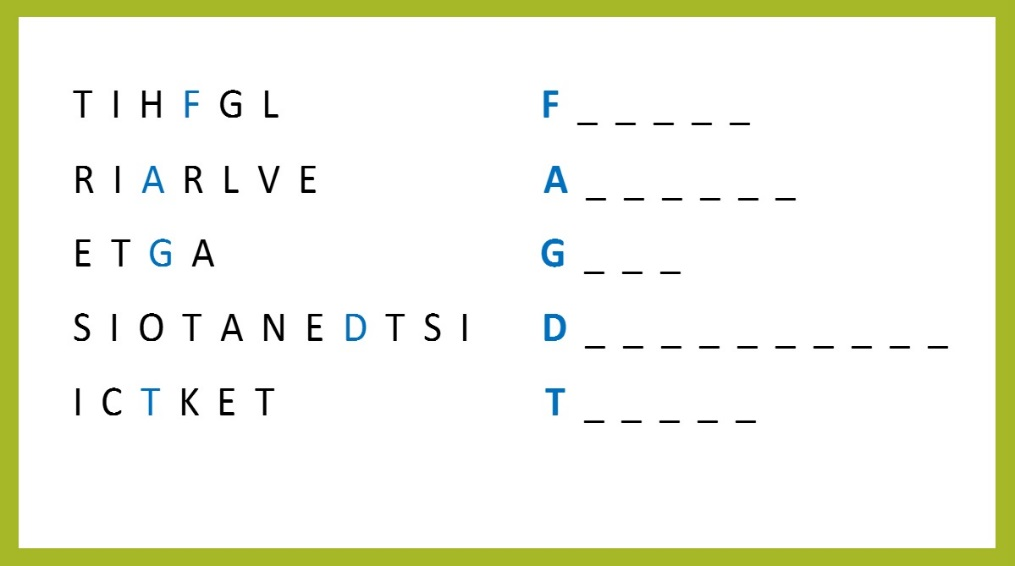 T I H F G L F _ _ _ _ _
R I A R L V E A _ _ _ _ _ _
E T G A G _ _ _
S I O T A N E D T S I D _ _ _ _ _ _ _ _ _ _
I C T K E T T _ _ _ _ _